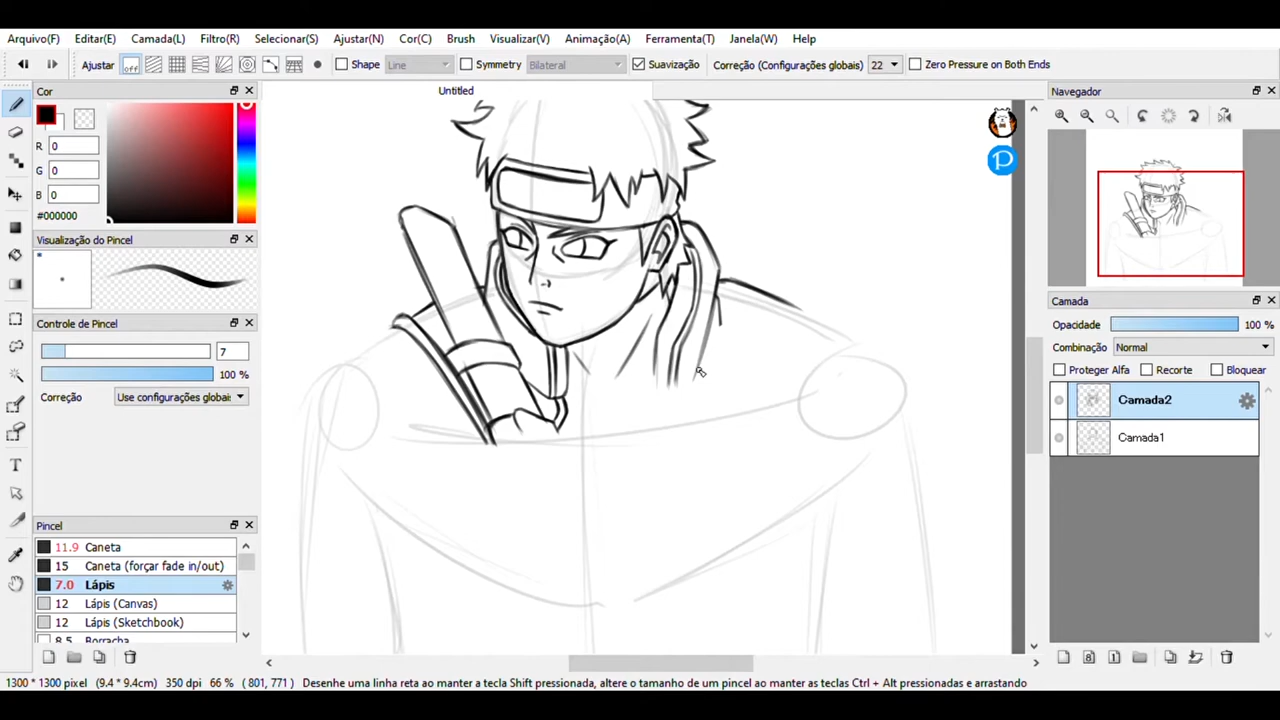 Arquivo(F) Editar(E) Camada(L) Filtro(R) Selecionar(S) Ajustar(N) Cor(C) Brush Visualizar(V) Animação(A) Ferramenta(T) Janela(W) Help
Ajustar off Shape Line Symmetry Bilateral Suavização Correção (Configurações globais) 22 Zero Pressure on Both Ends
Cor
Untitled
Navegador
R 0
G 0
B 0
#000000
Visualização do Pincel
Controle de Pincel
7
100 %
Correção Use configurações globai
Pincel
11.9 Caneta
15 Caneta (forçar fade in/out)
7.0 Lápis
12 Lápis (Canvas)
12 Lápis (Sketchbook)
8.5 Borracha
P
Camada
Opacidade 100 %
Combinação Normal
Proteger Alfa Recorte Bloquear
Camada2
Camada1
8 1
1300 * 1300 pixel (9.4 * 9.4cm) 350 dpi 66 % ( 801, 771 ) Desenhe uma linha reta ao manter a tecla Shift pressionada, altere o tamanho de um pincel ao manter as teclas Ctrl + Alt pressionadas e arrastando